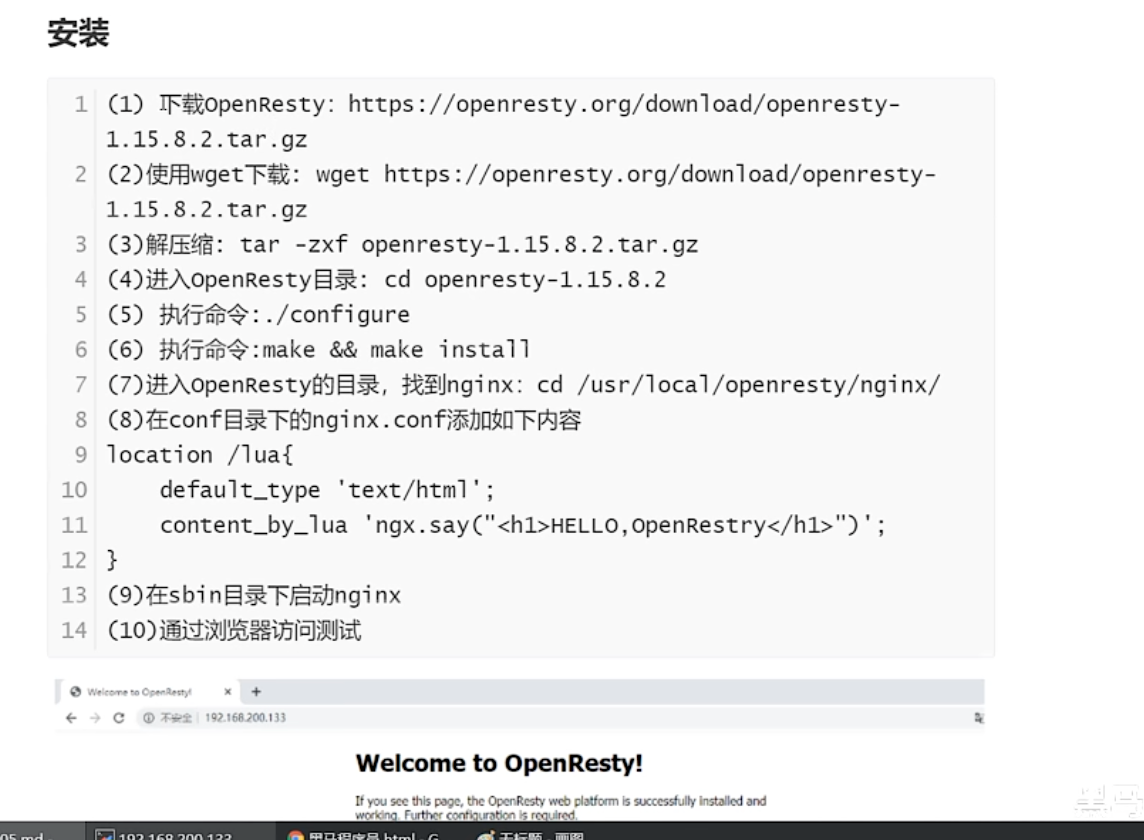 安装
1 (1) 下载OpenResty：https://openresty.org/download/openresty-
1.15.8.2.tar.gz
2 (2)使用wget下载: wget https://openresty.org/download/openresty-
1.15.8.2.tar.gz
3 (3)解压缩: tar -zxf openresty-1.15.8.2.tar.gz
4 (4)进入OpenResty目录: cd openresty-1.15.8.2
5 (5) 执行命令:./configure
6 (6) 执行命令:make && make install
7 (7)进入OpenResty的目录，找到nginx：cd /usr/local/openresty/nginx/
8 (8)在conf目录下的nginx.conf添加如下内容
9 location /lua{
10 default_type 'text/html';
11 content_by_lua 'ngx.say("<h1>HELLO,OpenRestry</h1>")';
12 }
13 (9)在sbin目录下启动nginx
14 (10)通过浏览器访问测试
Welcome to OpenResty!
不安全 192.168.200.133
Welcome to OpenResty!
If you see this page, the OpenResty web platform is successfully installed and
working. Further configuration is required.
05.md 192.168.200.133 黑马程序员.html - G 无标题 - 画图